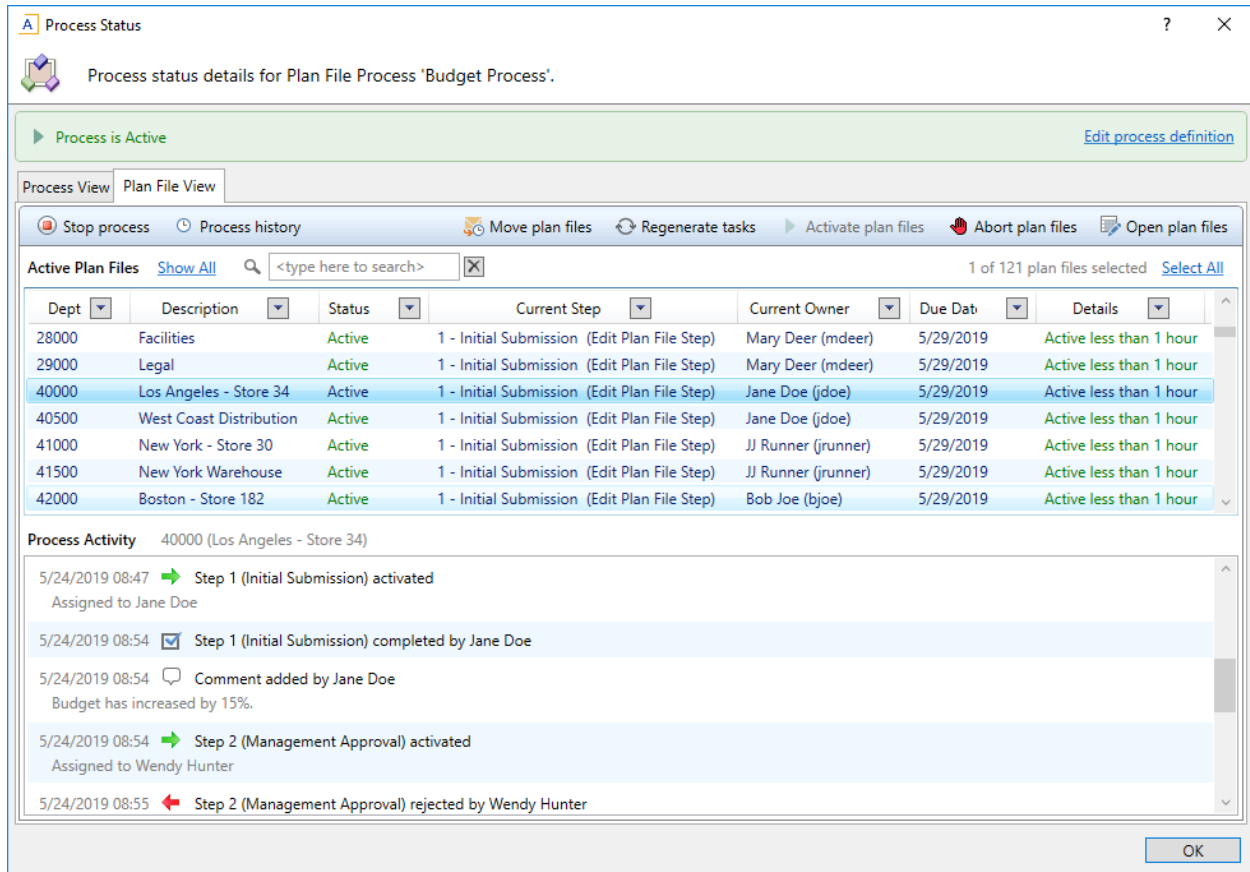 A Process Status ?
Process status details for Plan File Process 'Budget Process'.
Process is Active Edit process definition
Process View Plan File View
Stop process Process history Move plan files Regenerate tasks Activate plan files Abort plan files Open plan files
Active Plan Files Show All <type here to search> 1 of 121 plan files selected Select All
Dept Description Status Current Step Current Owner Due Dat Details
28000 Facilities Active 1 - Initial Submission (Edit Plan File Step) Mary Deer (mdeer) 5/29/2019 Active less than 1 hour
29000 Legal Active 1 - Initial Submission (Edit Plan File Step) Mary Deer (mdeer) 5/29/2019 Active less than 1 hour
40000 Los Angeles - Store 34 Active 1 - Initial Submission (Edit Plan File Step) Jane Doe (jdoe) 5/29/2019 Active less than 1 hour
40500 West Coast Distribution Active 1 - Initial Submission (Edit Plan File Step) Jane Doe (jdoe) 5/29/2019 Active less than 1 hour
41000 New York - Store 30 Active 1 - Initial Submission (Edit Plan File Step) JJ Runner (jrunner) 5/29/2019 Active less than 1 hour
41500 New York Warehouse Active 1 - Initial Submission (Edit Plan File Step) JJ Runner (jrunner) 5/29/2019 Active less than 1 hour
42000 Boston - Store 182 Active 1 - Initial Submission (Edit Plan File Step) Bob Joe (bjoe) 5/29/2019 Active less than 1 hour
Process Activity 40000 (Los Angeles - Store 34)
5/24/2019 08:47 Step 1 (Initial Submission) activated
Assigned to Jane Doe
5/24/2019 08:54 Step 1 (Initial Submission) completed by Jane Doe
5/24/2019 08:54 Comment added by Jane Doe
Budget has increased by 15%.
5/24/2019 08:54 Step 2 (Management Approval) activated
Assigned to Wendy Hunter
5/24/2019 08:55 Step 2 (Management Approval) rejected by Wendy Hunter
OK